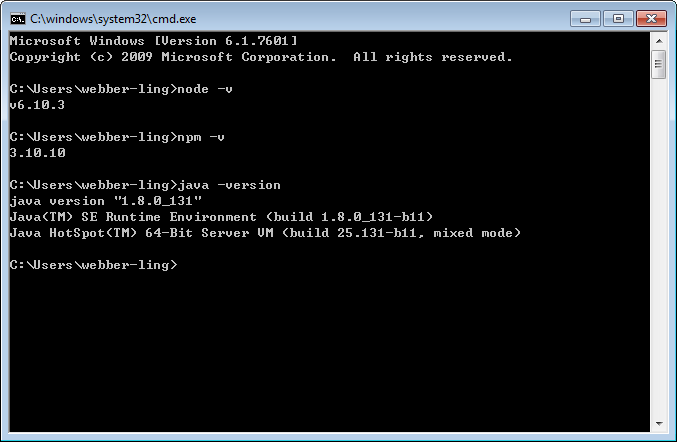 C:\windows\system32\cmd.exe
Microsoft Windows [Version 6.1.7601]
Copyright (c) 2009 Microsoft Corporation.  All rights reserved.
C:\Users\webber-ling>node -v
v6.10.3
C:\Users\webber-ling>npm -v
3.10.10
C:\Users\webber-ling>java -version
java version "1.8.0_131"
Java(TM) SE Runtime Environment (build 1.8.0_131-b11)
Java HotSpot(TM) 64-Bit Server VM (build 25.131-b11, mixed mode)
C:\Users\webber-ling>